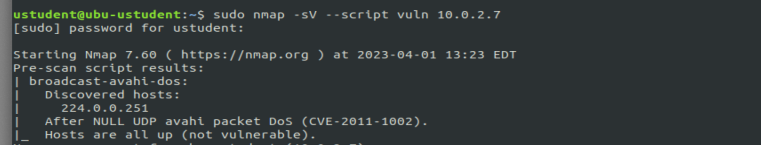 ustudent@ubu-ustudent:~$ sudo nmap -sV --script vuln 10.0.2.7
[sudo] password for ustudent:
Starting Nmap 7.60 ( https://nmap.org ) at 2023-04-01 13:23 EDT
Pre-scan script results:
| broadcast-avahi-dos:
|   Discovered hosts:
|     224.0.0.251
|   After NULL UDP avahi packet DoS (CVE-2011-1002).
|_  Hosts are all up (not vulnerable).